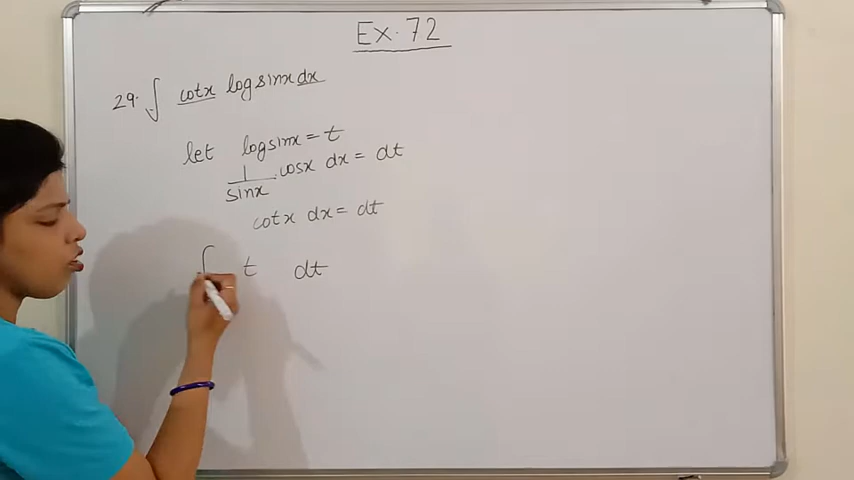 Ex. 72
29. ∫ cotx log sinx dx
let log sinx = t
1/sinx · cosx dx = dt
cotx dx = dt
∫ t dt